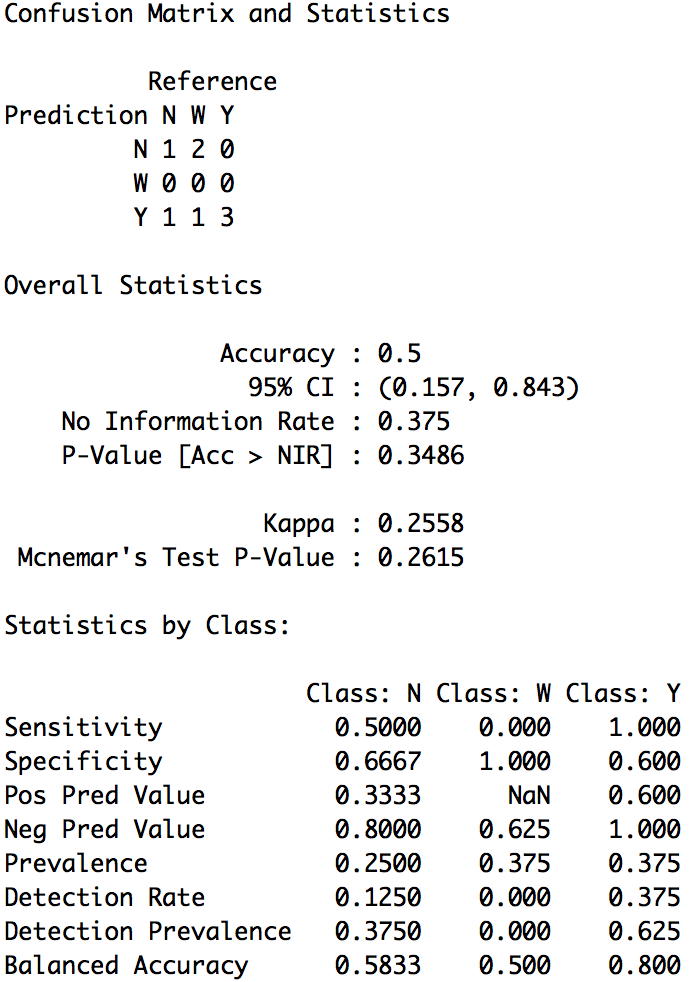 Confusion Matrix and Statistics
Reference
Prediction N W Y
N 1 2 0
W 0 0 0
Y 1 1 3
Overall Statistics
Accuracy : 0.5
95% CI : (0.157, 0.843)
No Information Rate : 0.375
P-Value [Acc > NIR] : 0.3486
Kappa : 0.2558
Mcnemar's Test P-Value : 0.2615
Statistics by Class:
Class: N Class: W Class: Y
Sensitivity 0.5000 0.000 1.000
Specificity 0.6667 1.000 0.600
Pos Pred Value 0.3333 NaN 0.600
Neg Pred Value 0.8000 0.625 1.000
Prevalence 0.2500 0.375 0.375
Detection Rate 0.1250 0.000 0.375
Detection Prevalence 0.3750 0.000 0.625
Balanced Accuracy 0.5833 0.500 0.800